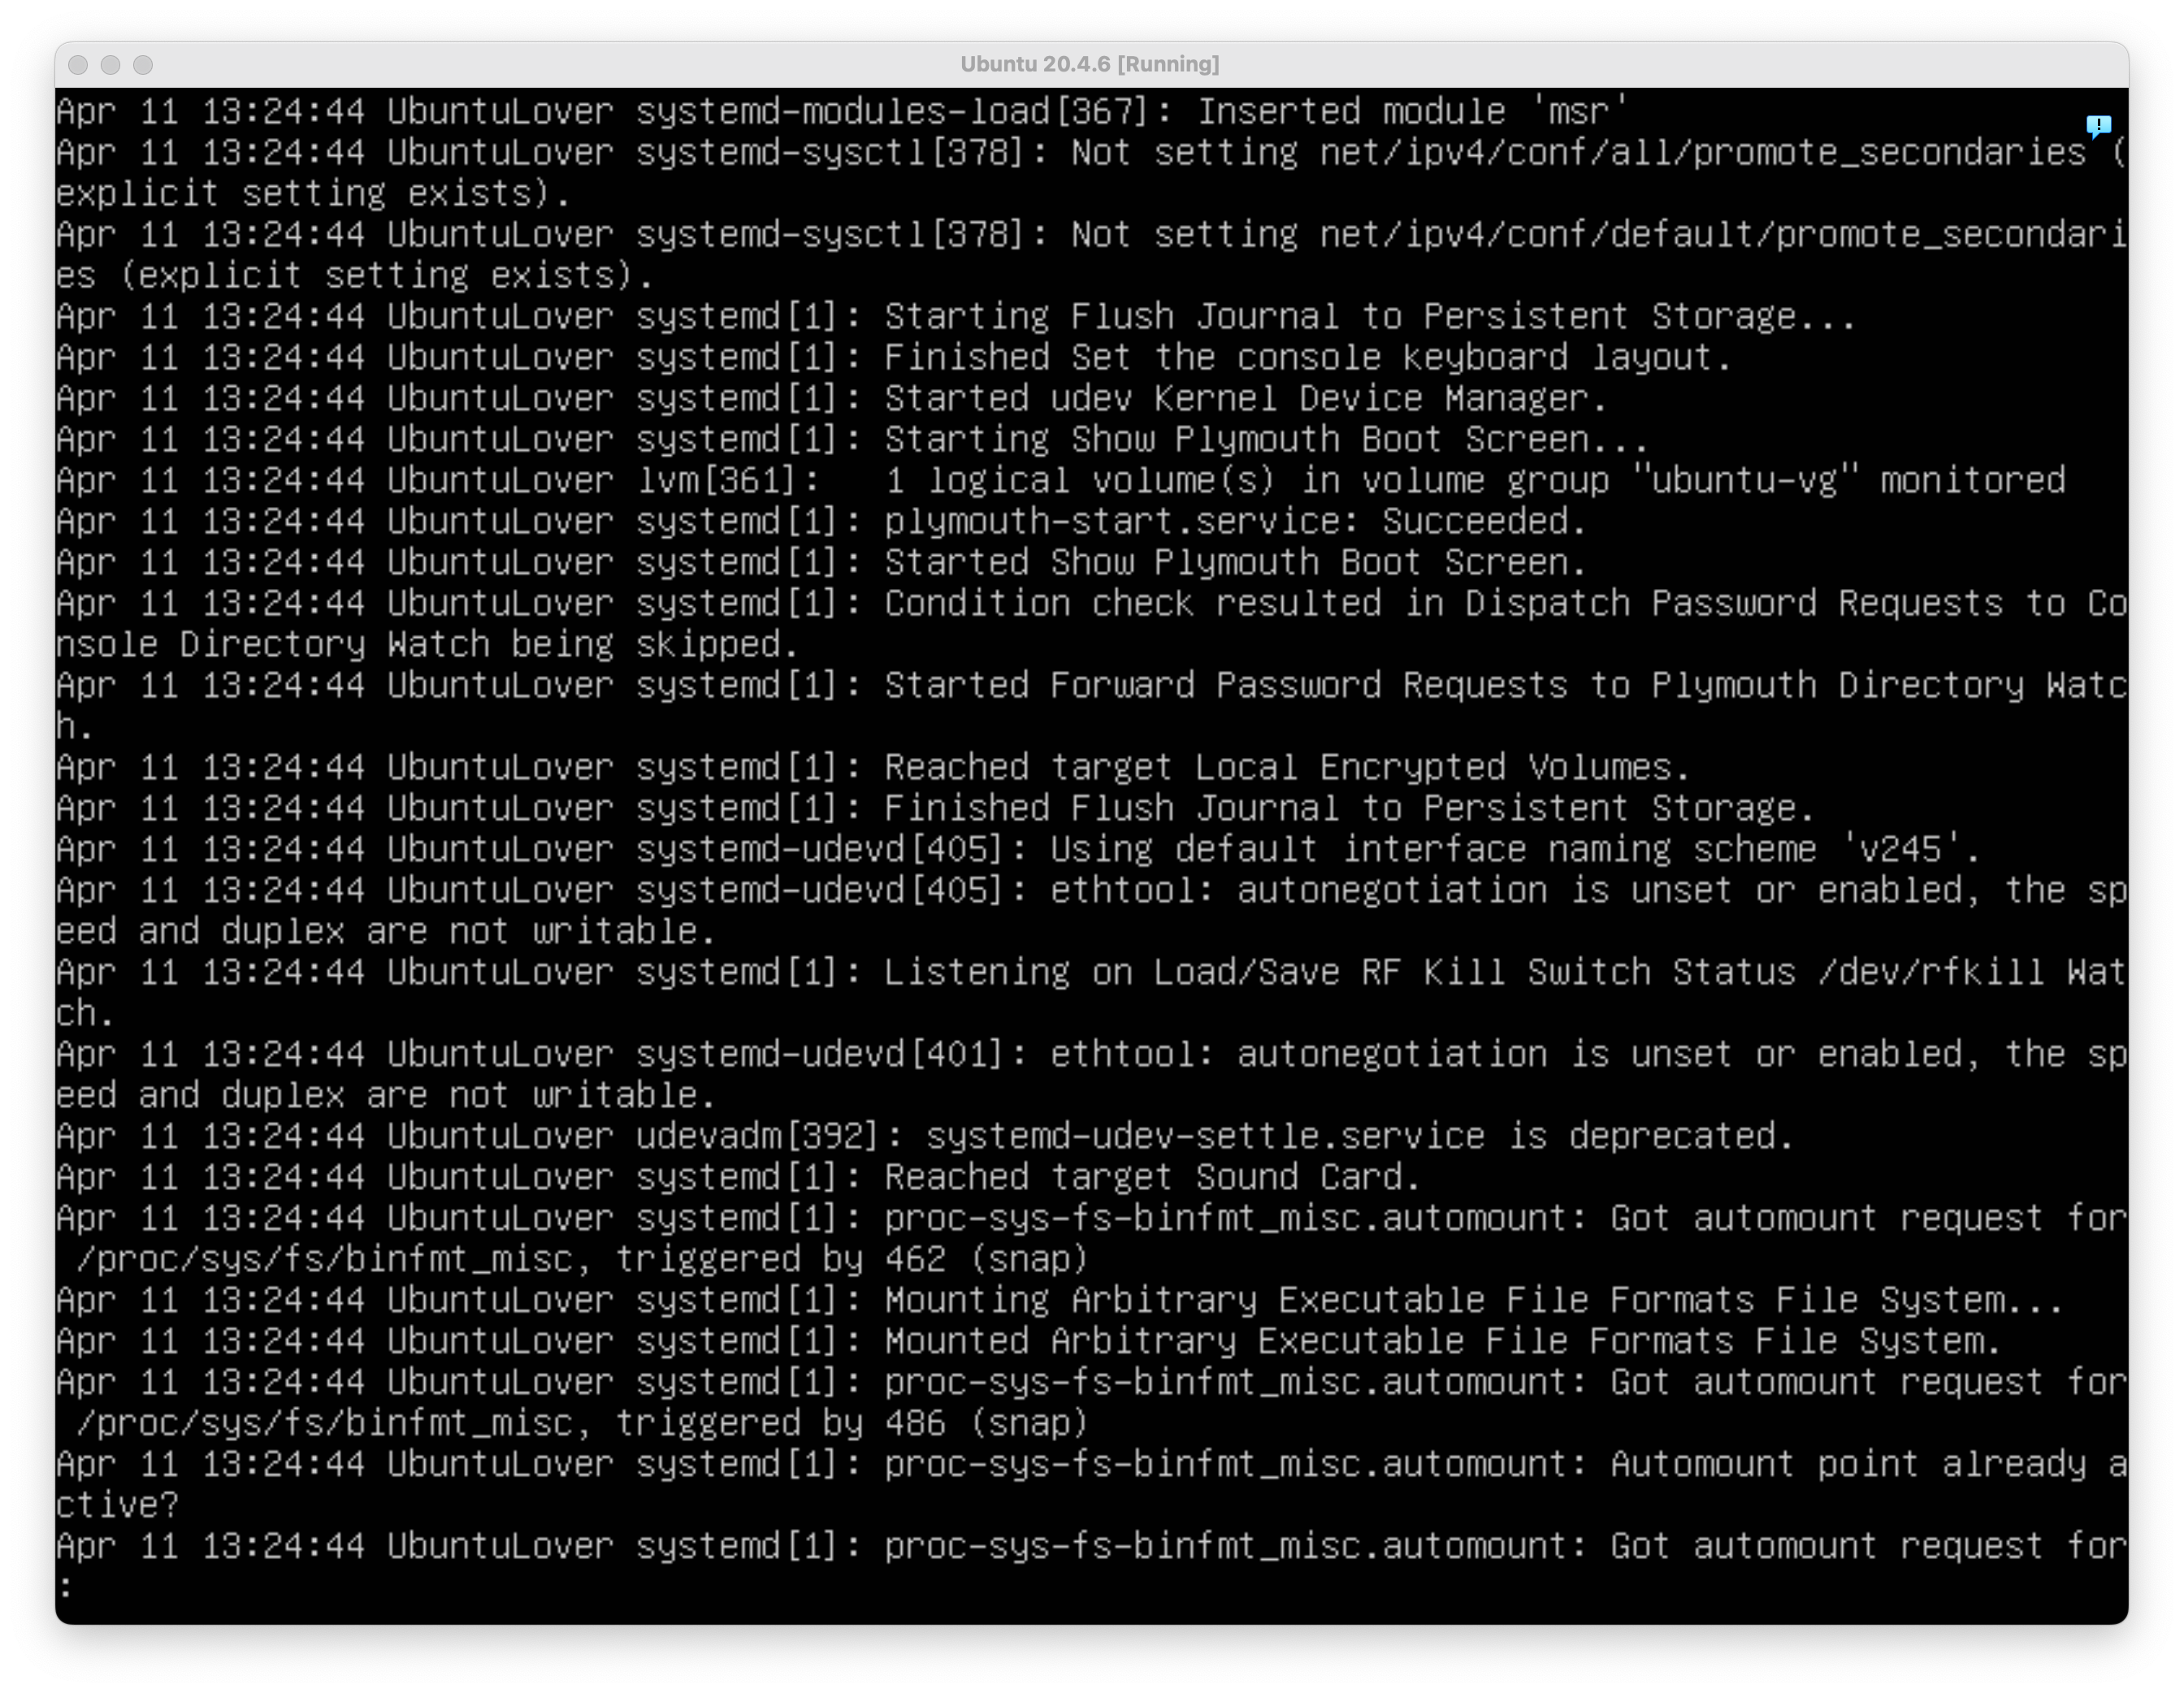 Ubuntu 20.4.6 [Running]
Apr 11 13:24:44 UbuntuLover systemd-modules-load[367]: Inserted module 'msr'
Apr 11 13:24:44 UbuntuLover systemd-sysctl[378]: Not setting net/ipv4/conf/all/promote_secondaries (
explicit setting exists).
Apr 11 13:24:44 UbuntuLover systemd-sysctl[378]: Not setting net/ipv4/conf/default/promote_secondari
es (explicit setting exists).
Apr 11 13:24:44 UbuntuLover systemd[1]: Starting Flush Journal to Persistent Storage...
Apr 11 13:24:44 UbuntuLover systemd[1]: Finished Set the console keyboard layout.
Apr 11 13:24:44 UbuntuLover systemd[1]: Started udev Kernel Device Manager.
Apr 11 13:24:44 UbuntuLover systemd[1]: Starting Show Plymouth Boot Screen...
Apr 11 13:24:44 UbuntuLover lvm[361]:   1 logical volume(s) in volume group "ubuntu-vg" monitored
Apr 11 13:24:44 UbuntuLover systemd[1]: plymouth-start.service: Succeeded.
Apr 11 13:24:44 UbuntuLover systemd[1]: Started Show Plymouth Boot Screen.
Apr 11 13:24:44 UbuntuLover systemd[1]: Condition check resulted in Dispatch Password Requests to Co
nsole Directory Watch being skipped.
Apr 11 13:24:44 UbuntuLover systemd[1]: Started Forward Password Requests to Plymouth Directory Watc
h.
Apr 11 13:24:44 UbuntuLover systemd[1]: Reached target Local Encrypted Volumes.
Apr 11 13:24:44 UbuntuLover systemd[1]: Finished Flush Journal to Persistent Storage.
Apr 11 13:24:44 UbuntuLover systemd-udevd[405]: Using default interface naming scheme 'v245'.
Apr 11 13:24:44 UbuntuLover systemd-udevd[405]: ethtool: autonegotiation is unset or enabled, the sp
eed and duplex are not writable.
Apr 11 13:24:44 UbuntuLover systemd[1]: Listening on Load/Save RF Kill Switch Status /dev/rfkill Wat
ch.
Apr 11 13:24:44 UbuntuLover systemd-udevd[401]: ethtool: autonegotiation is unset or enabled, the sp
eed and duplex are not writable.
Apr 11 13:24:44 UbuntuLover udevadm[392]: systemd-udev-settle.service is deprecated.
Apr 11 13:24:44 UbuntuLover systemd[1]: Reached target Sound Card.
Apr 11 13:24:44 UbuntuLover systemd[1]: proc-sys-fs-binfmt_misc.automount: Got automount request for
 /proc/sys/fs/binfmt_misc, triggered by 462 (snap)
Apr 11 13:24:44 UbuntuLover systemd[1]: Mounting Arbitrary Executable File Formats File System...
Apr 11 13:24:44 UbuntuLover systemd[1]: Mounted Arbitrary Executable File Formats File System.
Apr 11 13:24:44 UbuntuLover systemd[1]: proc-sys-fs-binfmt_misc.automount: Got automount request for
 /proc/sys/fs/binfmt_misc, triggered by 486 (snap)
Apr 11 13:24:44 UbuntuLover systemd[1]: proc-sys-fs-binfmt_misc.automount: Automount point already a
ctive?
Apr 11 13:24:44 UbuntuLover systemd[1]: proc-sys-fs-binfmt_misc.automount: Got automount request for
: